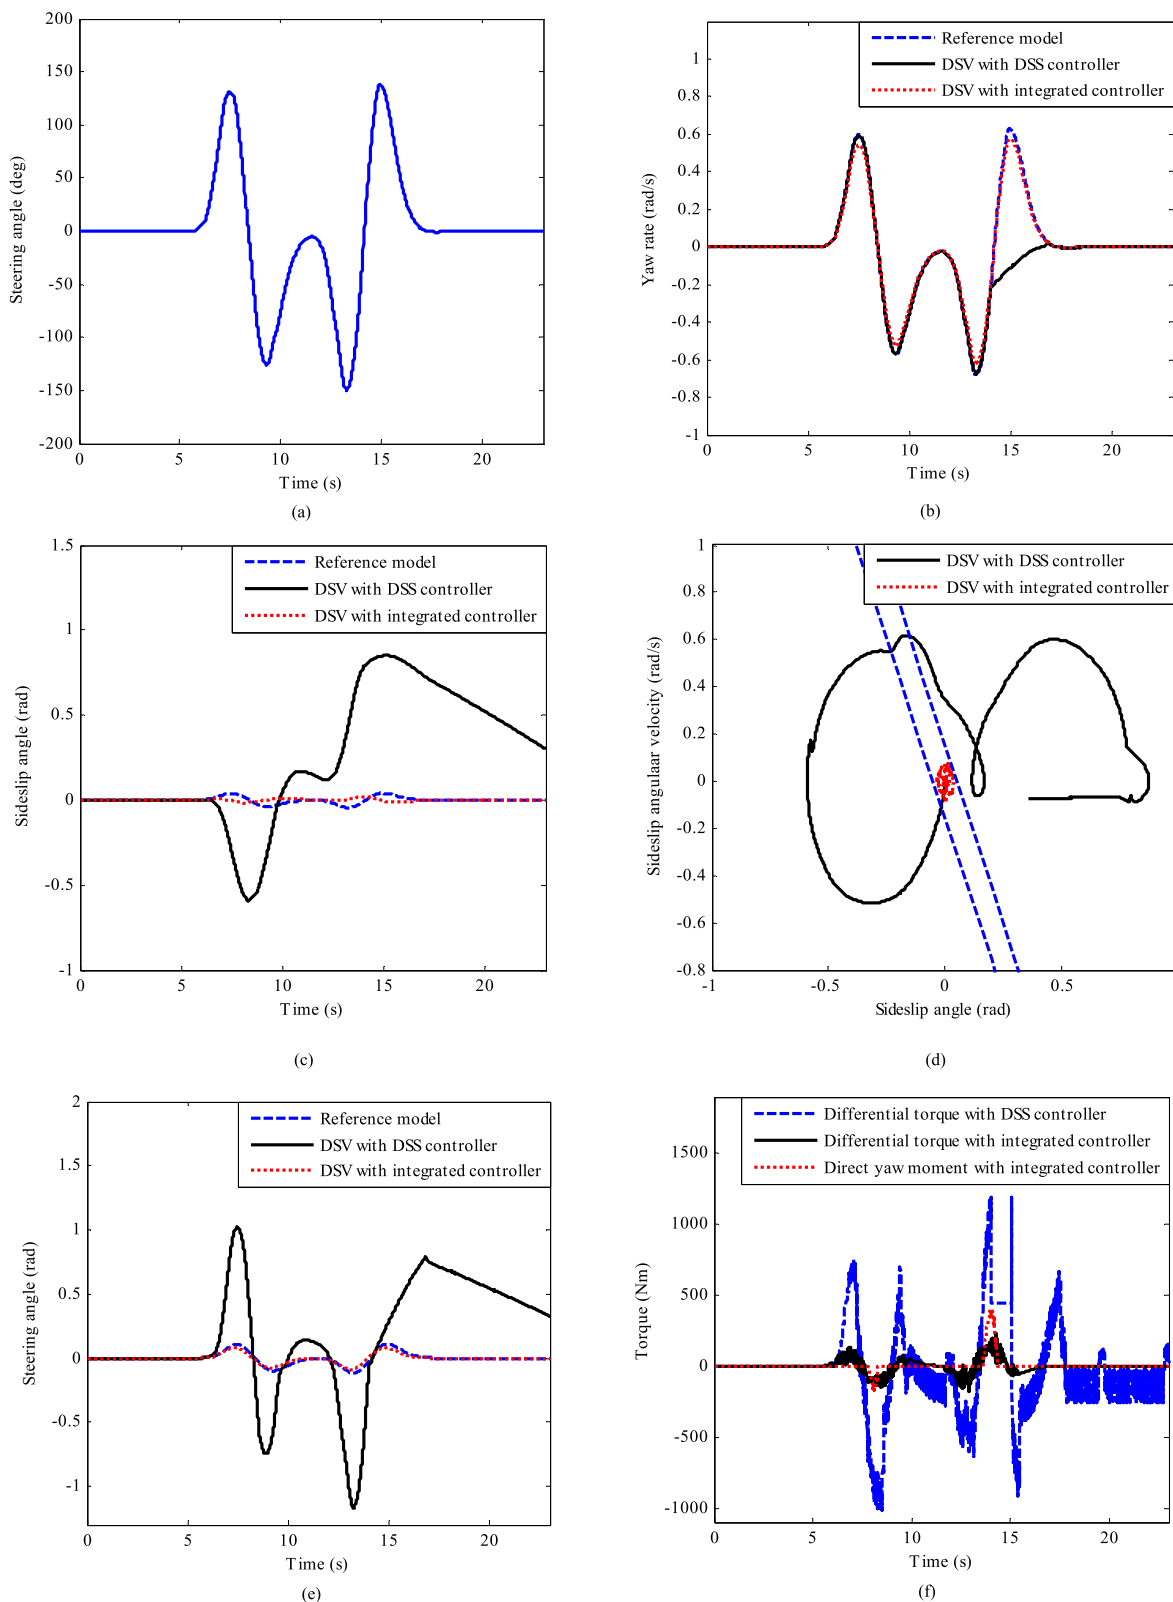 200
150
100
50
0
-50
-100
-150
-200
0 5 10 15 20
Steering angle (deg)
Time (s)
(a)
Reference model
DSV with DSS controller
DSV with integrated controller
1
0.8
0.6
0.4
0.2
0
-0.2
-0.4
-0.6
-0.8
-1
0 5 10 15 20
Yaw rate (rad/s)
Time (s)
(b)
Reference model
DSV with DSS controller
DSV with integrated controller
1.5
1
0.5
0
-0.5
-1
0 5 10 15 20
Sideslip angle (rad)
Time (s)
(c)
DSV with DSS controller
DSV with integrated controller
1
0.8
0.6
0.4
0.2
0
-0.2
-0.4
-0.6
-0.8
-1 -0.5 0 0.5
Sideslip angulaar velocity (rad/s)
Sideslip angle (rad)
(d)
Reference model
DSV with DSS controller
DSV with integrated controller
2
1.5
1
0.5
0
-0.5
-1
0 5 10 15 20
Steering angle (rad)
Time (s)
(e)
Differential torque with DSS controller
Differential torque with integrated controller
Direct yaw moment with integrated controller
1500
1000
500
0
-500
-1000
0 5 10 15 20
Torque (Nm)
Time (s)
(f)